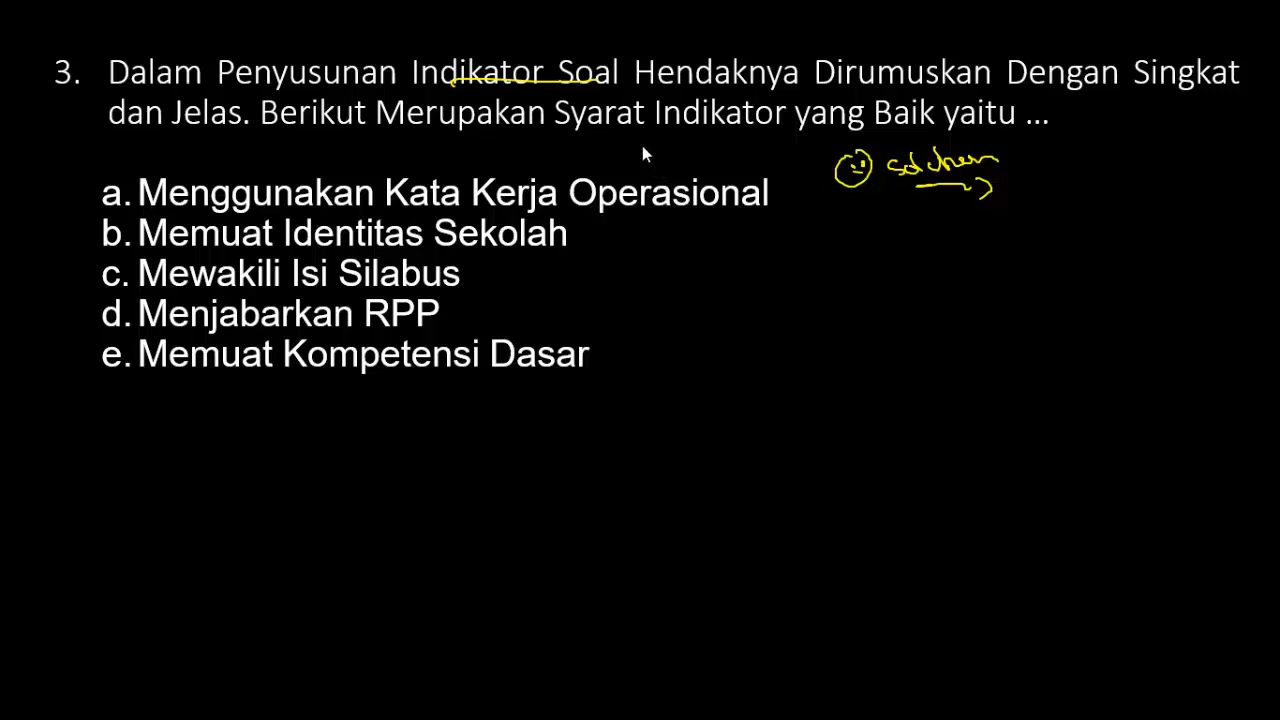 3. Dalam Penyusunan Indikator Soal Hendaknya Dirumuskan Dengan Singkat
dan Jelas. Berikut Merupakan Syarat Indikator yang Baik yaitu ...
a. Menggunakan Kata Kerja Operasional
b. Memuat Identitas Sekolah
c. Mewakili Isi Silabus
d. Menjabarkan RPP
e. Memuat Kompetensi Dasar